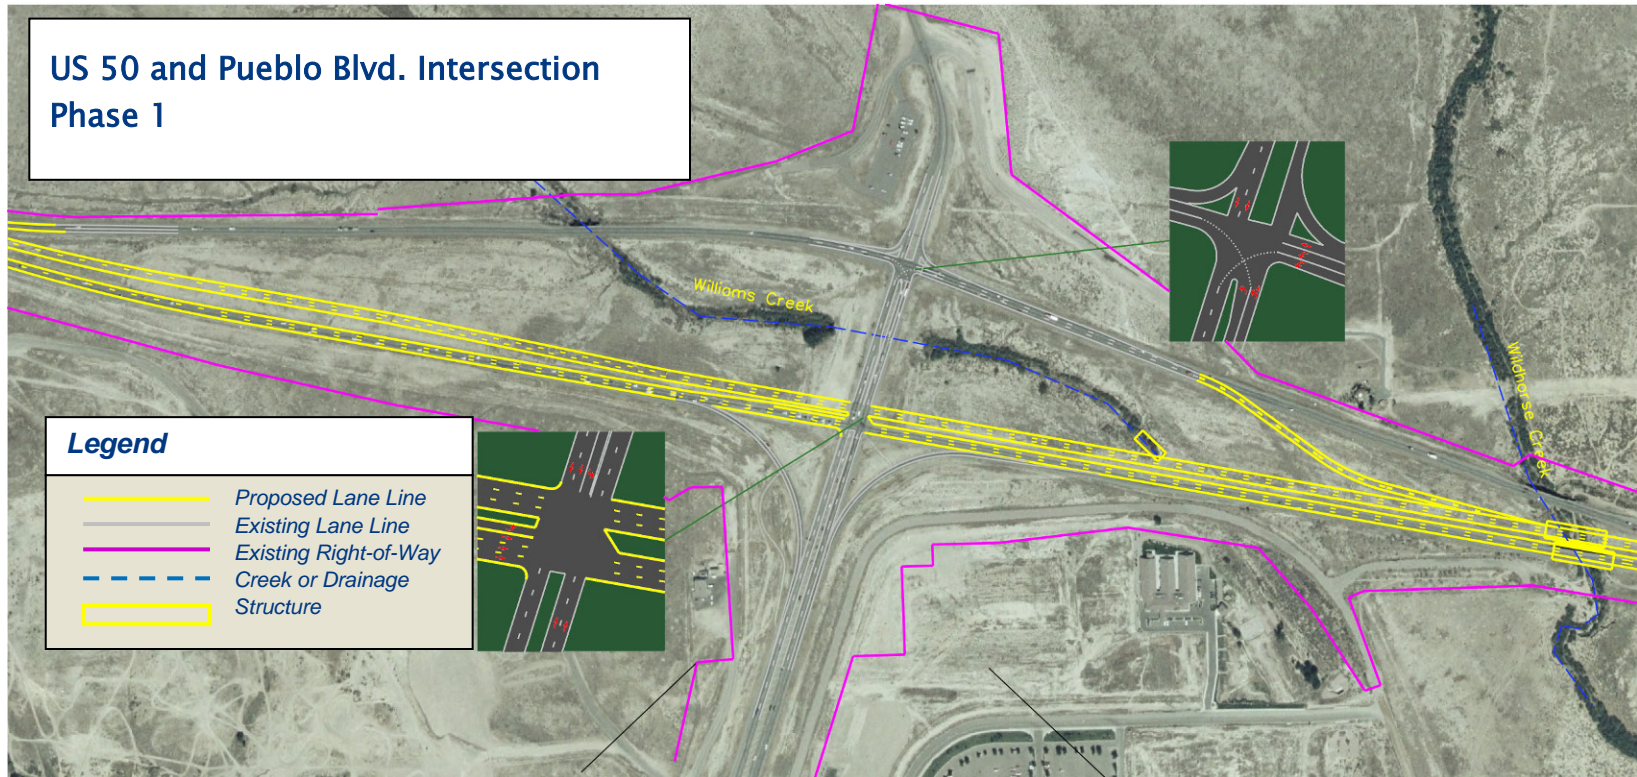 US 50 and Pueblo Blvd. Intersection
Phase 1
Williams Creek
Wildhorse Creek
Legend
Proposed Lane Line
Existing Lane Line
Existing Right-of-Way
Creek or Drainage
Structure